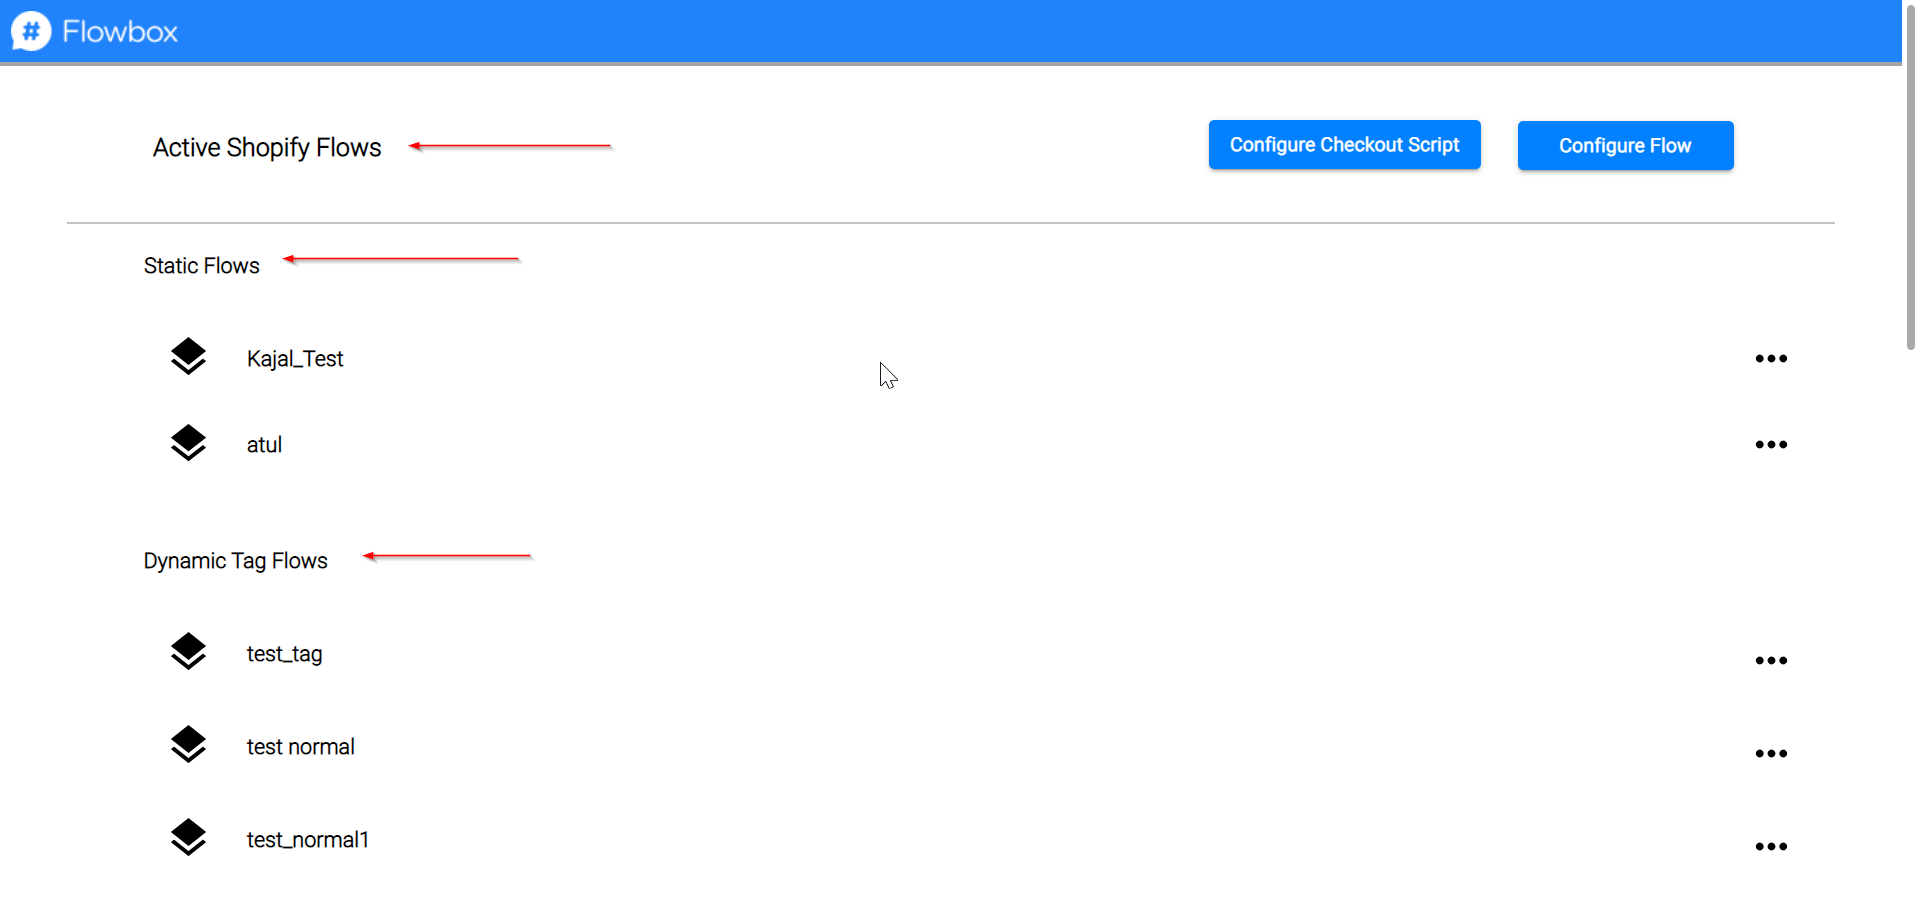 # Flowbox
Active Shopify Flows
Configure Checkout Script
Configure Flow
Static Flows
Kajal_Test
atul
Dynamic Tag Flows
test_tag
test normal
test_normal1